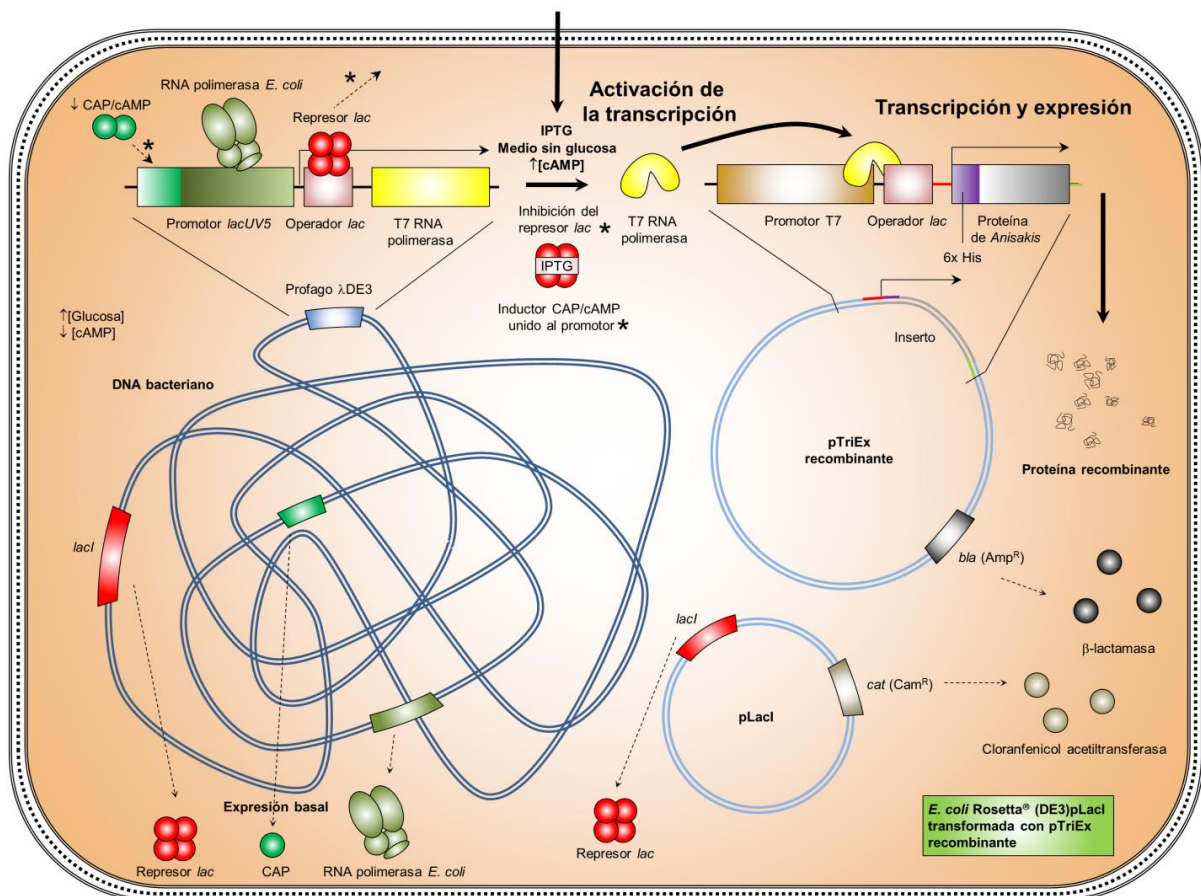 ↓ CAP/cAMP
*
RNA polimerasa E. coli
Represor lac
*
Promotor lacUV5
Operador lac
T7 RNA
polimerasa
IPTG
Medio sin glucosa
↑[cAMP]
Inhibición del
represor lac *
IPTG
Inductor CAP/cAMP
unido al promotor *
Activación de
la transcripción
T7 RNA
polimerasa
Transcripción y expresión
Promotor T7
Operador lac
Proteína
de Anisakis
6x His
Profago λDE3
↑[Glucosa]
↓ [cAMP]
DNA bacteriano
lacI
Inserto
pTriEx
recombinante
Proteína recombinante
bla (Ampᴿ)
β-lactamasa
lacI
cat (Camᴿ)
pLacI
Cloranfenicol acetiltransferasa
Expresión basal
Represor lac
CAP
RNA polimerasa E. coli
Represor lac
E. coli Rosetta® (DE3)pLacI
transformada con pTriEx
recombinante